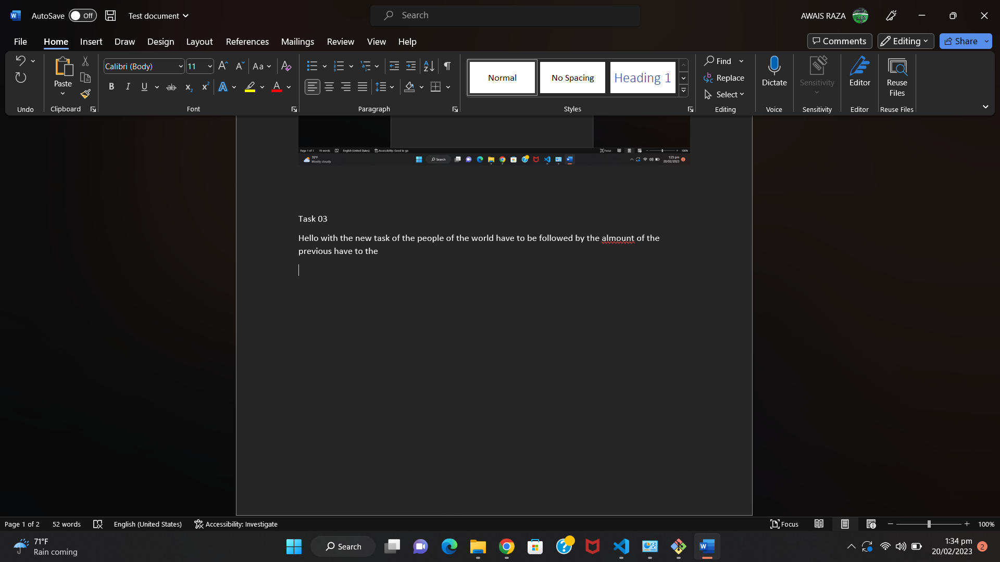 AutoSave Off Test document Search AWAIS RAZA
File Home Insert Draw Design Layout References Mailings Review View Help Comments Editing Share
Calibri (Body) 11 Aa
Paste
Normal No Spacing Heading 1
Find
Replace
Select
Dictate Sensitivity Editor Reuse Files
Undo Clipboard Font Paragraph Styles Editing Voice Sensitivity Editor Reuse Files
Page 1 of 1 19 words English (United States) Accessibility: Good to go Focus 100%
70°F
Mostly cloudy
Search
1:25 pm
20/02/2023
2
Task 03
Hello with the new task of the people of the world have to be followed by the almount of the
previous have to the
Page 1 of 2 52 words English (United States) Accessibility: Investigate Focus 100%
71°F
Rain coming
Search
1:34 pm
20/02/2023
2